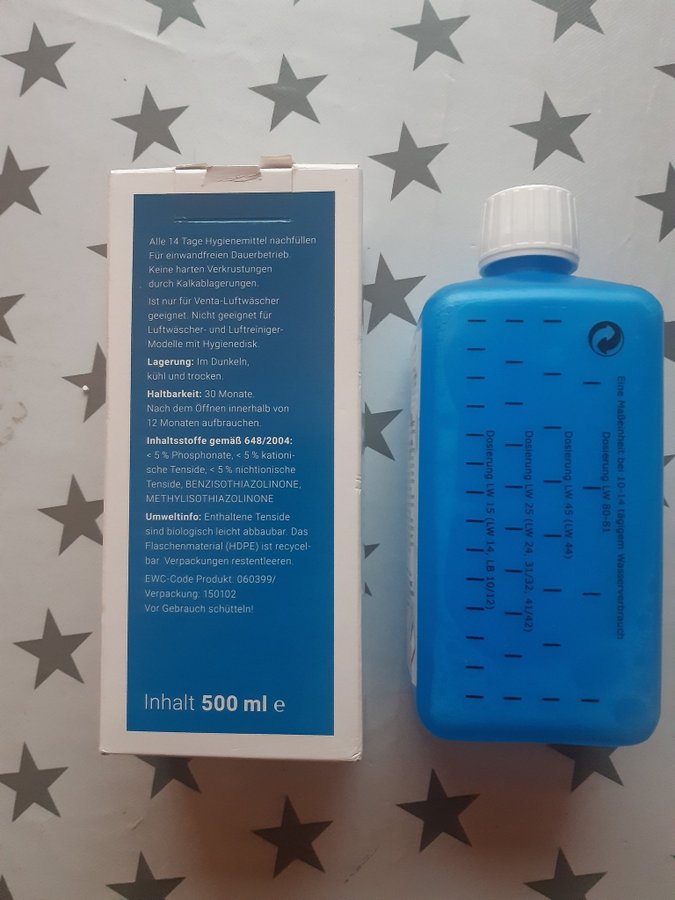 Alle 14 Tage Hygienemittel nachfüllen
Für einwandfreien Dauerbetrieb.
Keine harten Verkrustungen
durch Kalkablagerungen.
Ist nur für Venta-Luftwäscher
geeignet. Nicht geeignet für
Luftwäscher- und Luftreiniger-
Modelle mit Hygienedisk.
Lagerung: Im Dunkeln,
kühl und trocken.
Haltbarkeit: 30 Monate.
Nach dem Öffnen innerhalb von
12 Monaten aufbrauchen.
Inhaltsstoffe gemäß 648/2004:
< 5 % Phosphonate, < 5 % kationi-
sche Tenside, < 5 % nichtionische
Tenside, BENZISOTHIAZOLINONE,
METHYLISOTHIAZOLINONE
Umweltinfo: Enthaltene Tenside
sind biologisch leicht abbaubar. Das
Flaschenmaterial (HDPE) ist recycel-
bar. Verpackungen restentleeren.
EWC-Code Produkt: 060399/
Verpackung: 150102
Vor Gebrauch schütteln!
Inhalt 500 ml e
Eine Maßeinheit bei 10-14 tägigem Wasserverbrauch
Dosierung LW 80-81
Dosierung LW 45 (LW 44)
Dosierung LW 25 (LW 24, 31/32, 41/42)
Dosierung LW 15 (LW 14, LB 10/12)